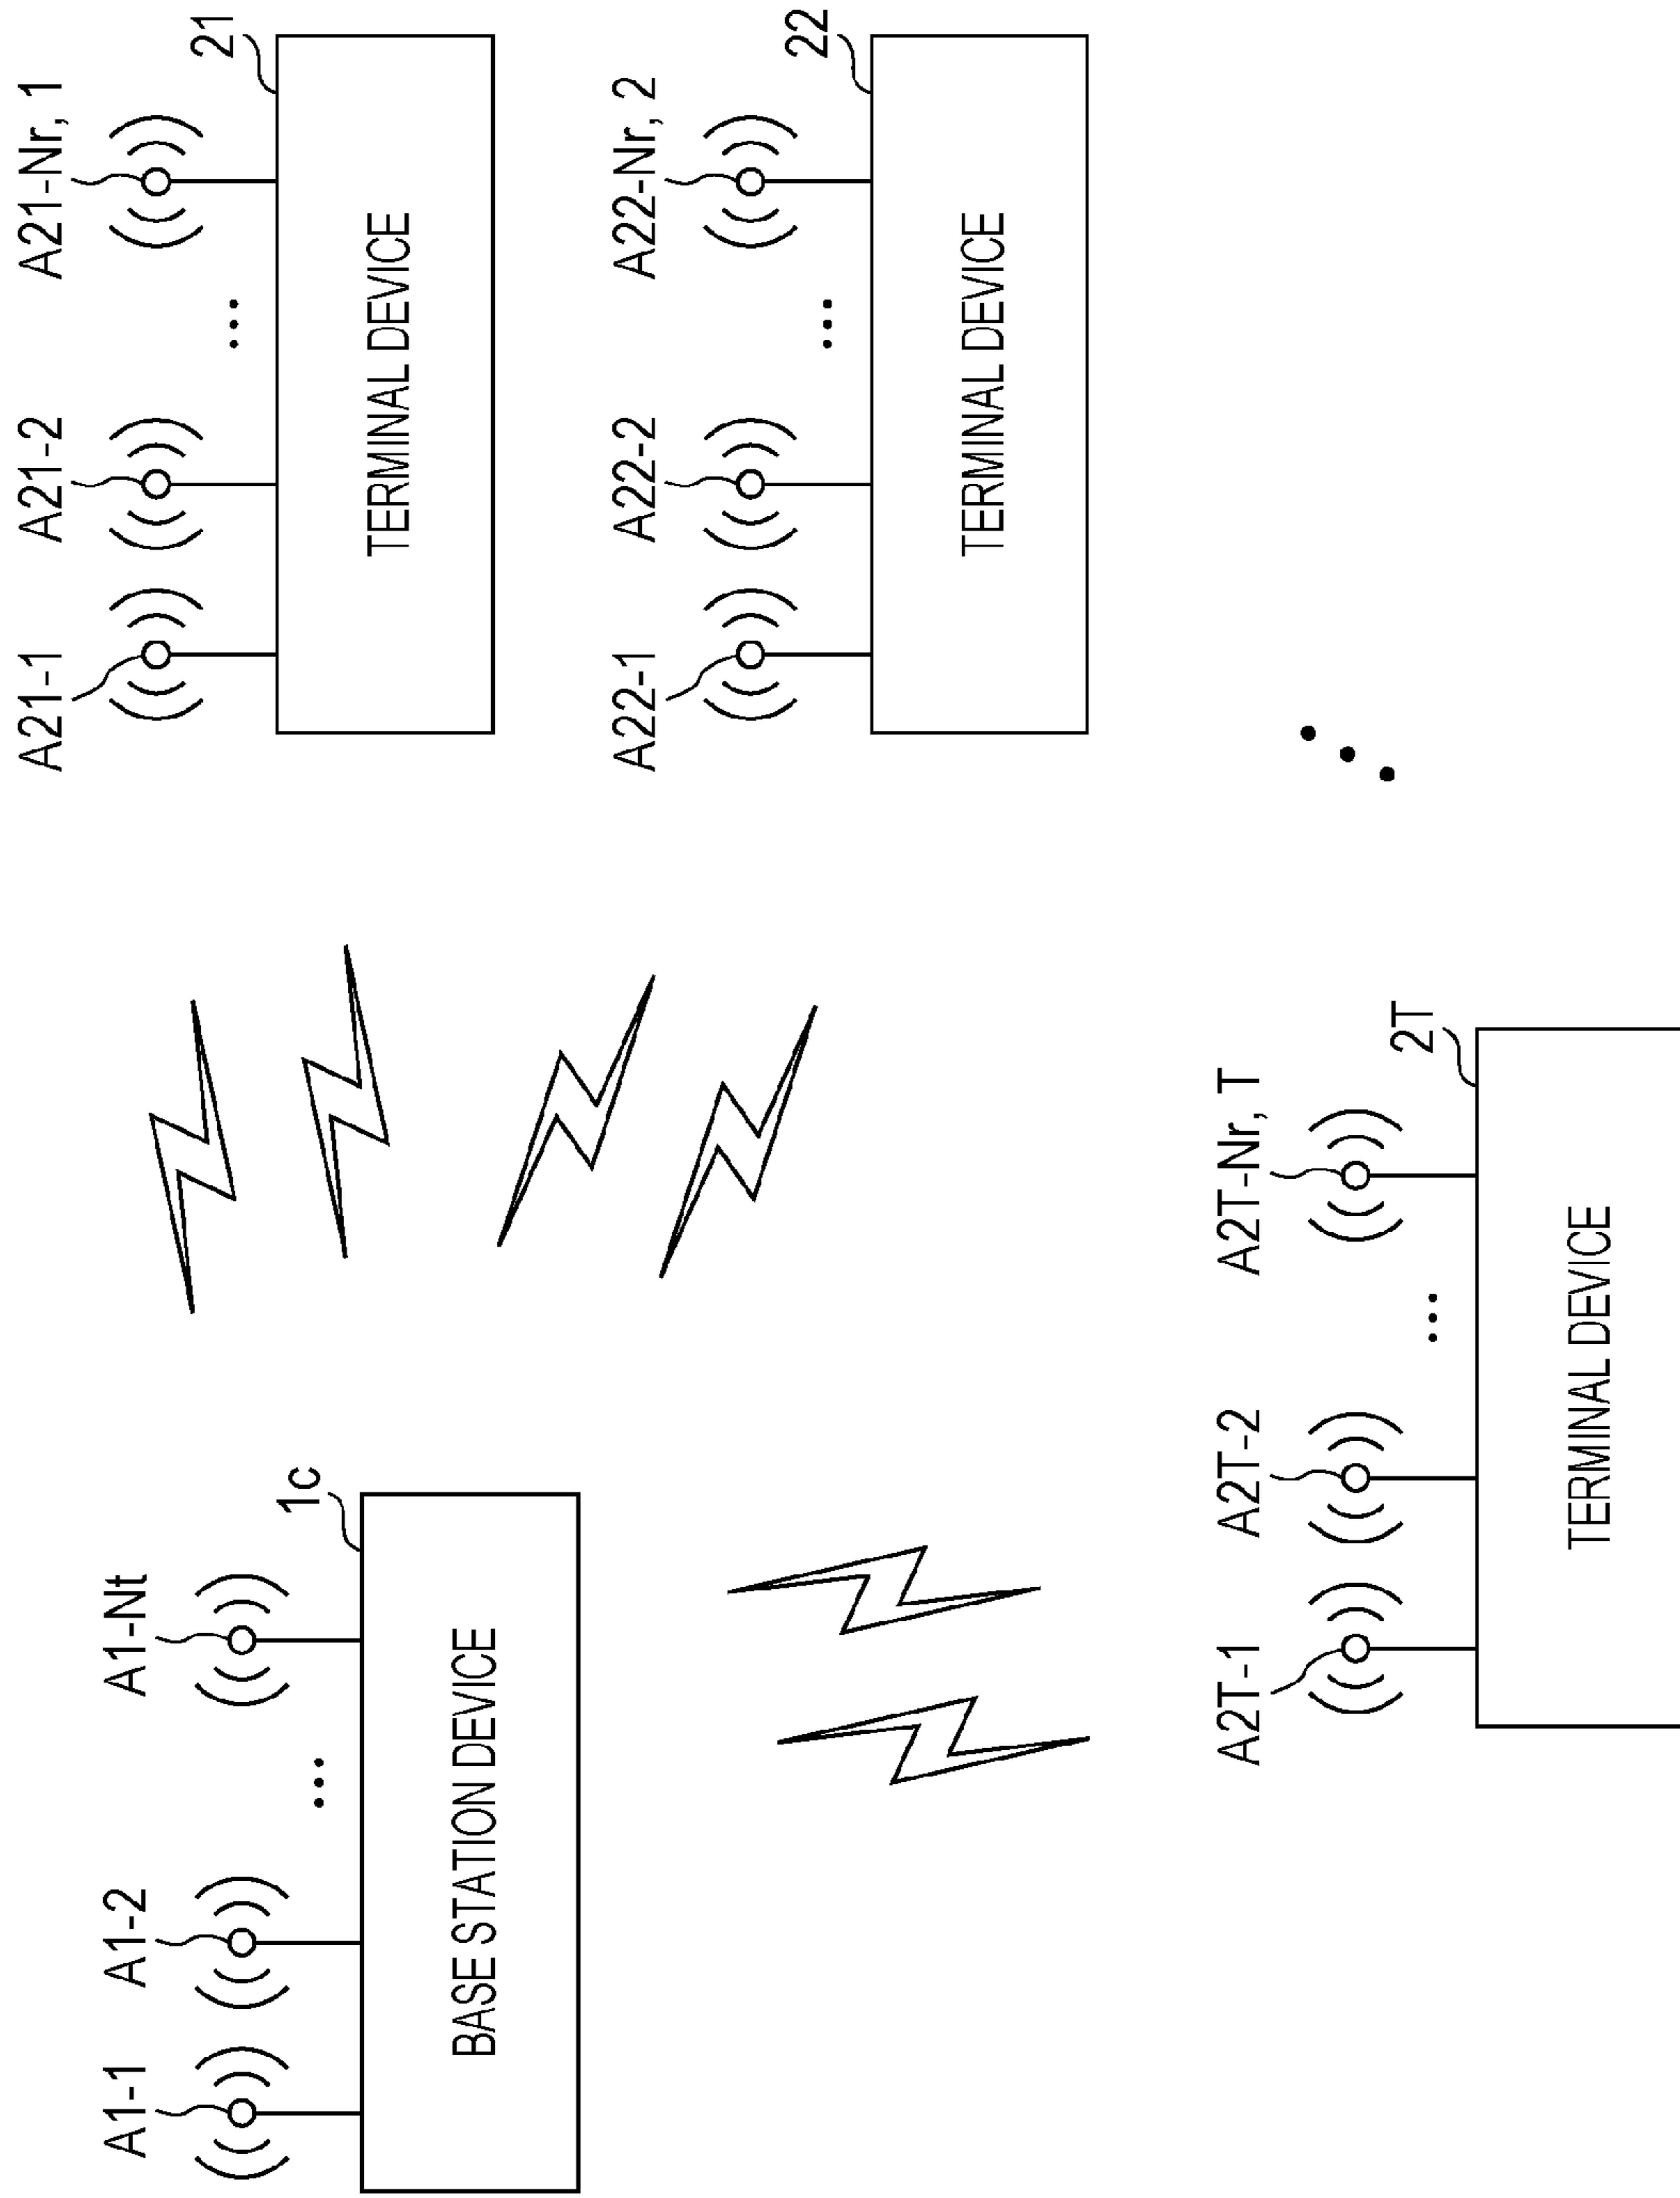 A1-1
A1-2
...
A1-Nt
1c
BASE STATION DEVICE
A21-1
A21-2
...
A21-Nr, 1
21
TERMINAL DEVICE
A22-1
A22-2
...
A22-Nr, 2
22
TERMINAL DEVICE
A2T-1
A2T-2
...
A2T-Nr, T
2T
TERMINAL DEVICE